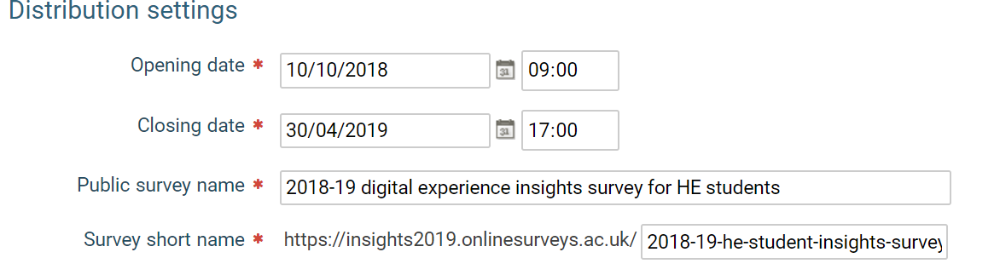 Distribution settings
Opening date * 10/10/2018 31 09:00
Closing date * 30/04/2019 31 17:00
Public survey name * 2018-19 digital experience insights survey for HE students
Survey short name * https://insights2019.onlinesurveys.ac.uk/ 2018-19-he-student-insights-survey